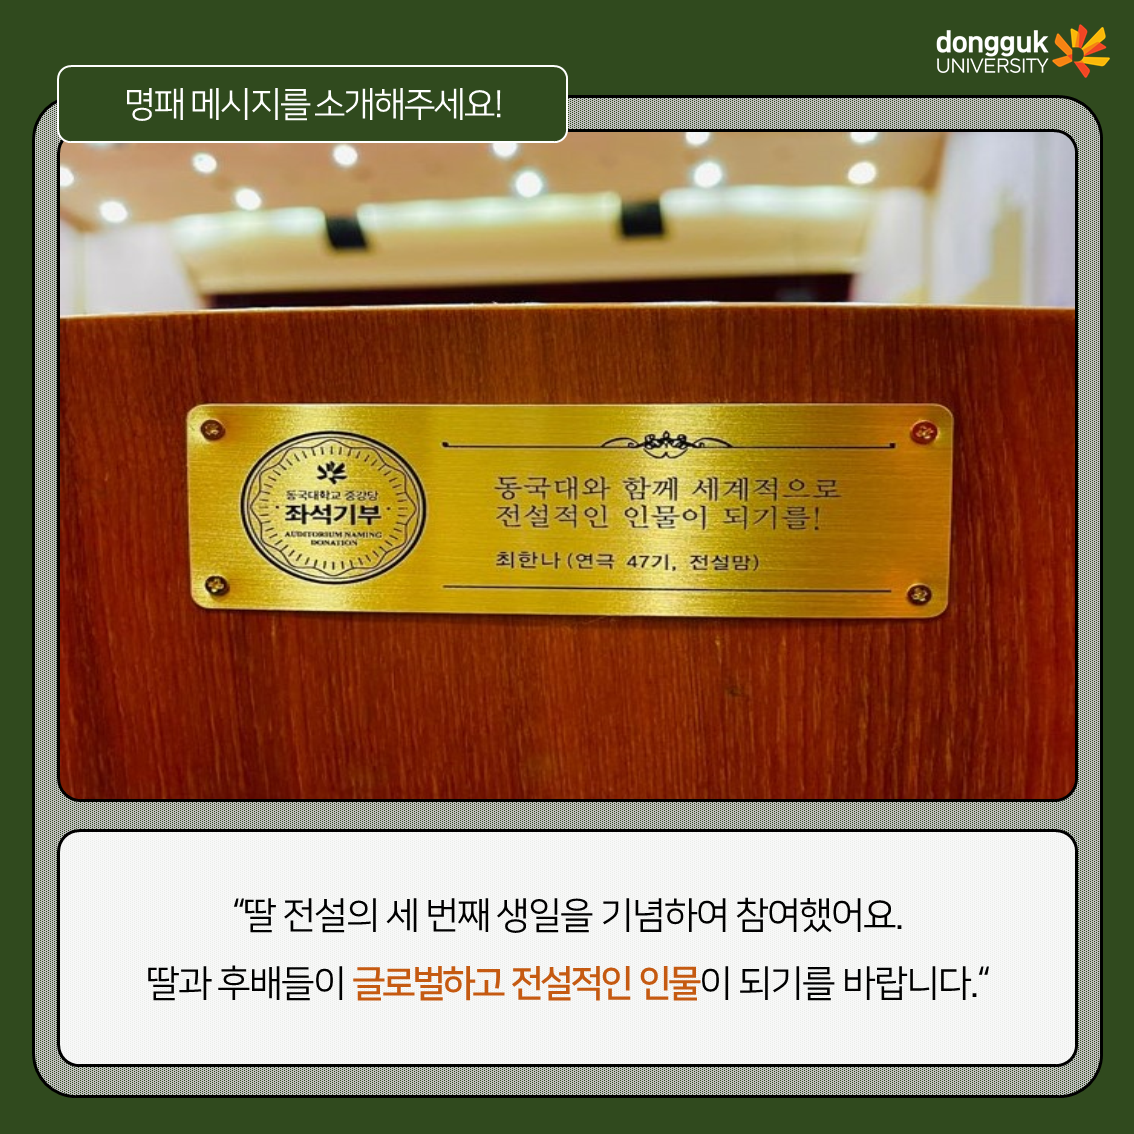 dongguk
UNIVERSITY
명패 메시지를 소개해주세요!
동국대학교 중강당
좌석기부
AUDITORIUM NAMING
DONATION
동국대와 함께 세계적으로
전설적인 인물이 되기를!
최한나 (연극 47기, 전설맘)
“딸 전설의 세 번째 생일을 기념하여 참여했어요.
딸과 후배들이 글로벌하고 전설적인 인물이 되기를 바랍니다.“